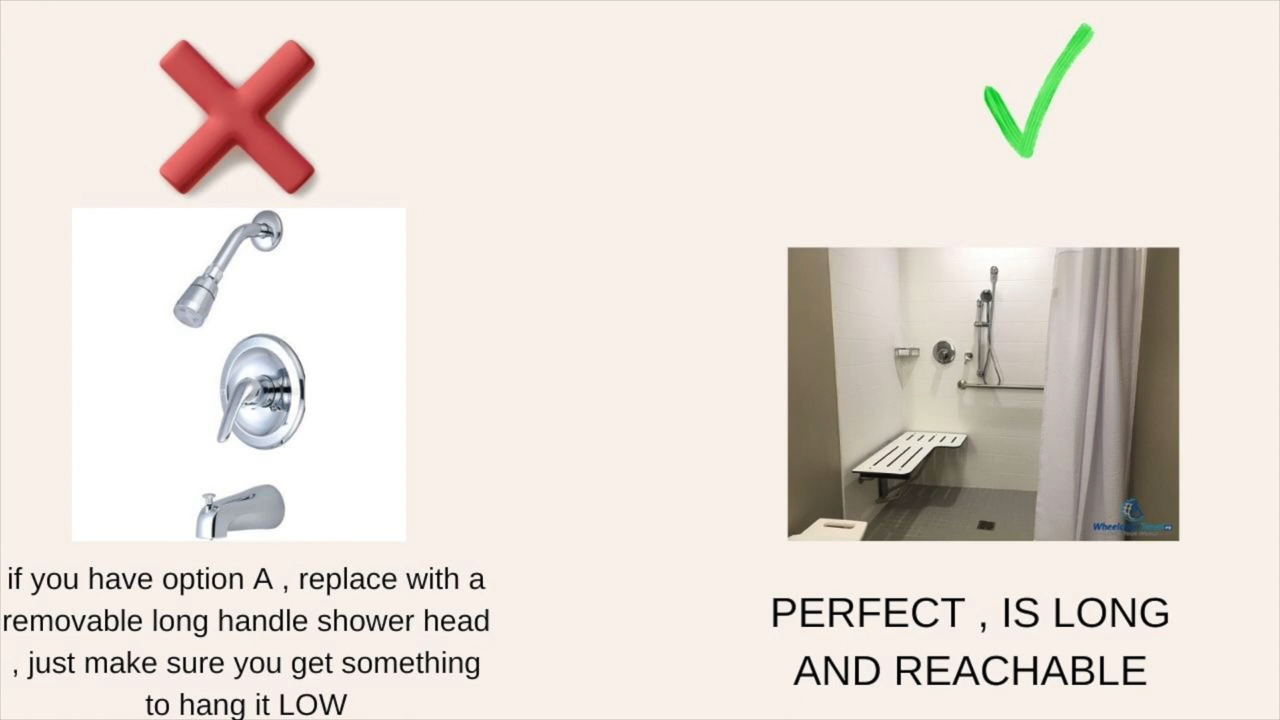 if you have option A , replace with a
removable long handle shower head
, just make sure you get something
to hang it LOW
PERFECT , IS LONG
AND REACHABLE